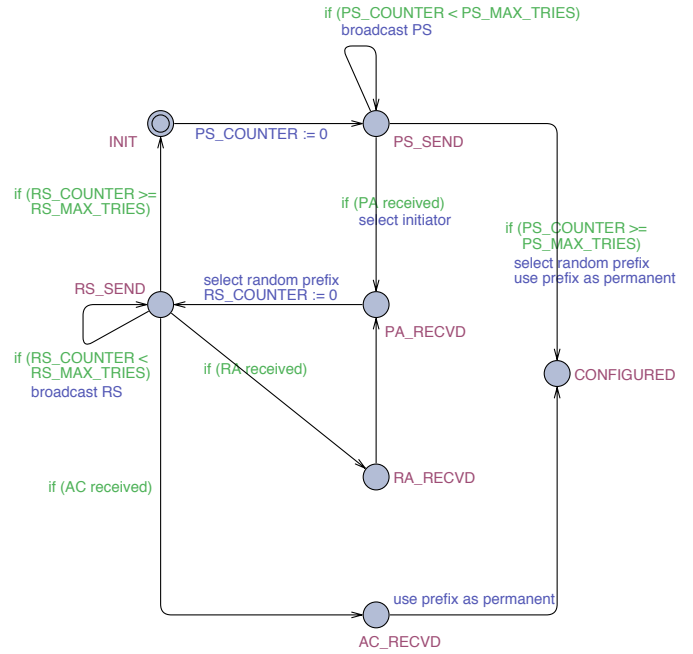 if (PS_COUNTER < PS_MAX_TRIES)
broadcast PS
INIT
PS_COUNTER := 0
PS_SEND
if (RS_COUNTER >=
RS_MAX_TRIES)
if (PA received)
select initiator
if (PS_COUNTER >=
PS_MAX_TRIES)
select random prefix
use prefix as permanent
RS_SEND
select random prefix
RS_COUNTER := 0
PA_RECVD
if (RS_COUNTER <
RS_MAX_TRIES)
broadcast RS
if (RA received)
CONFIGURED
RA_RECVD
if (AC received)
use prefix as permanent
AC_RECVD